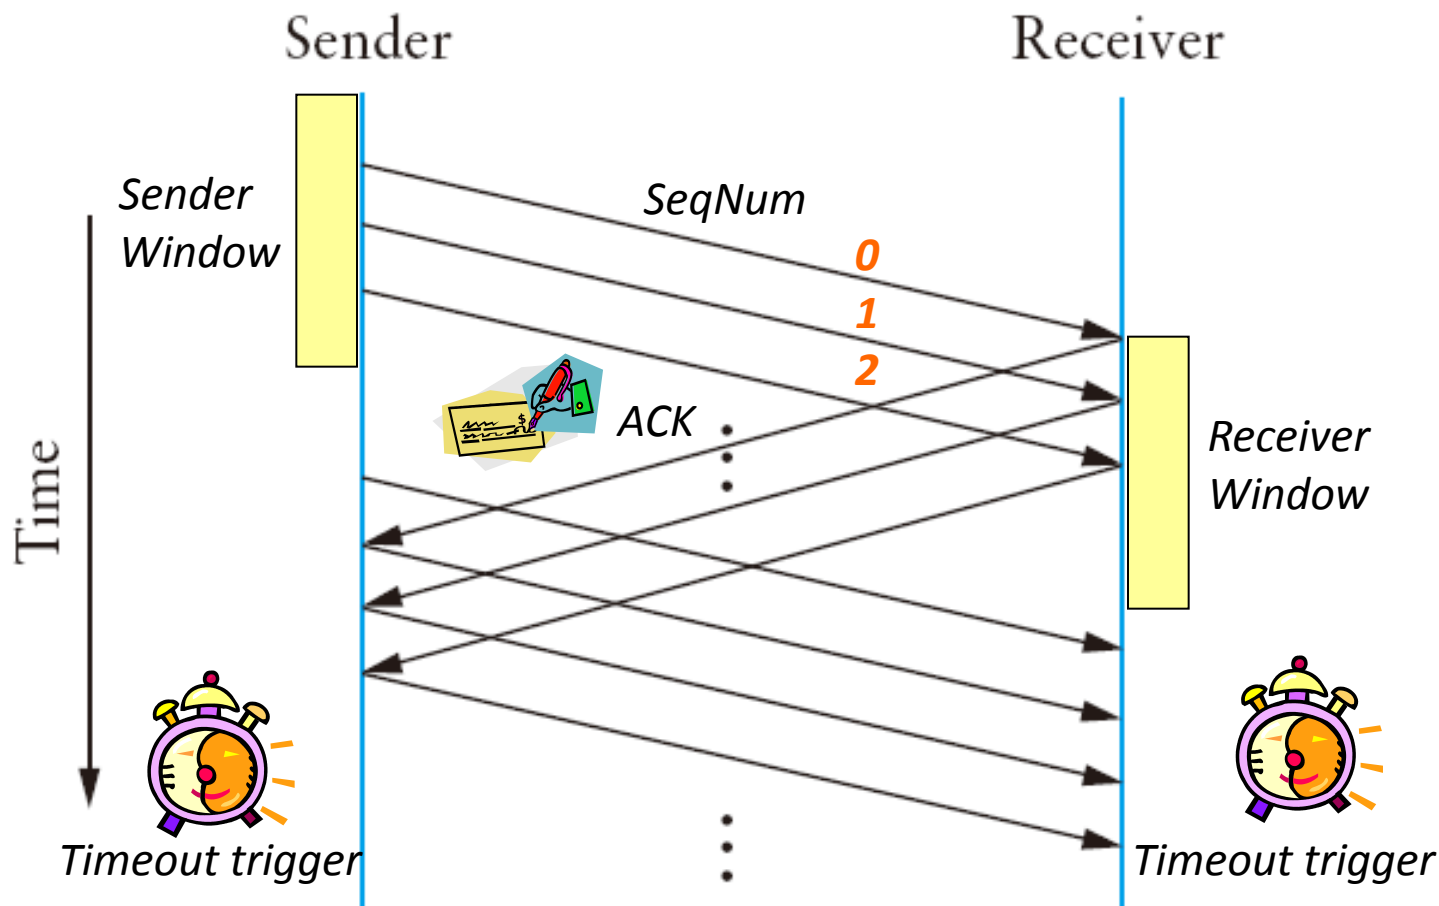 Sender
Receiver
Sender
Window
SeqNum
0
1
2
ACK
$
Receiver
Window
Time
Timeout trigger
Timeout trigger